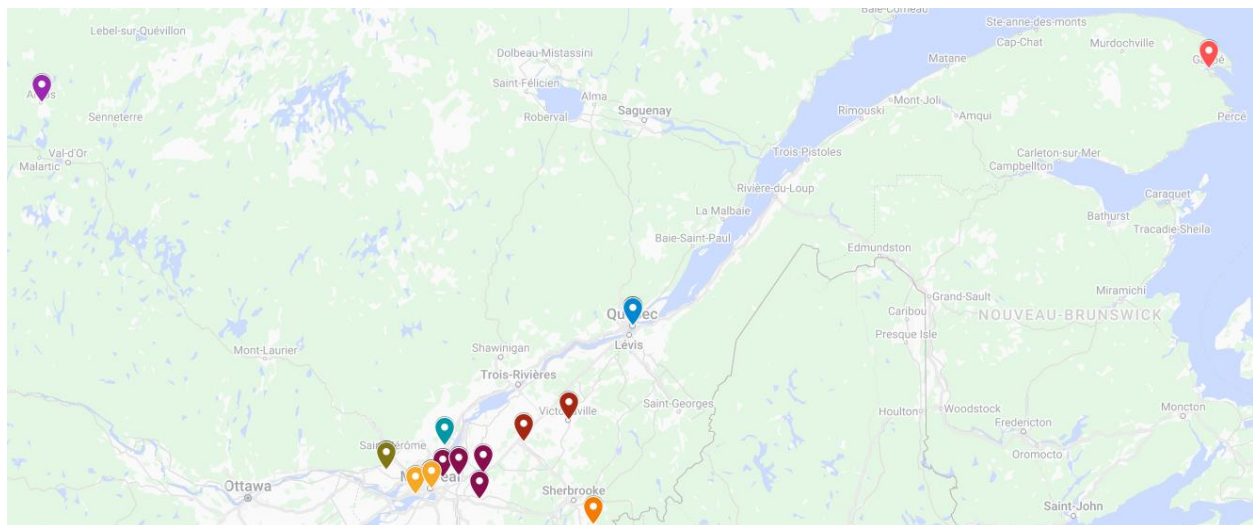 Baie-Comeau
Ste-anne-des-monts
Lebel-sur-Quévillon
Cap-Chat
Murdochville
Dolbeau-Mistassini
Matane
Saint-Félicien
Alma
Mont-Joli
Senneterre
Roberval
Saguenay
Rimouski
Amqui
Percé
Val-d'Or
Malartic
Trois-Pistoles
Carleton-sur-Mer
Campbellton
Rivière-du-Loup
Caraquet
La Malbaie
Bathurst
Tracadie-Sheila
Baie-Saint-Paul
Edmundston
Miramichi
Grand-Sault
Caribou
NOUVEAU-BRUNSWICK
Presque Isle
Lévis
Mont-Laurier
Shawinigan
Trois-Rivières
Saint-Georges
Houlton
Woodstock
Moncton
Fredericton
Oromocto
Ottawa
Sherbrooke
Saint-John